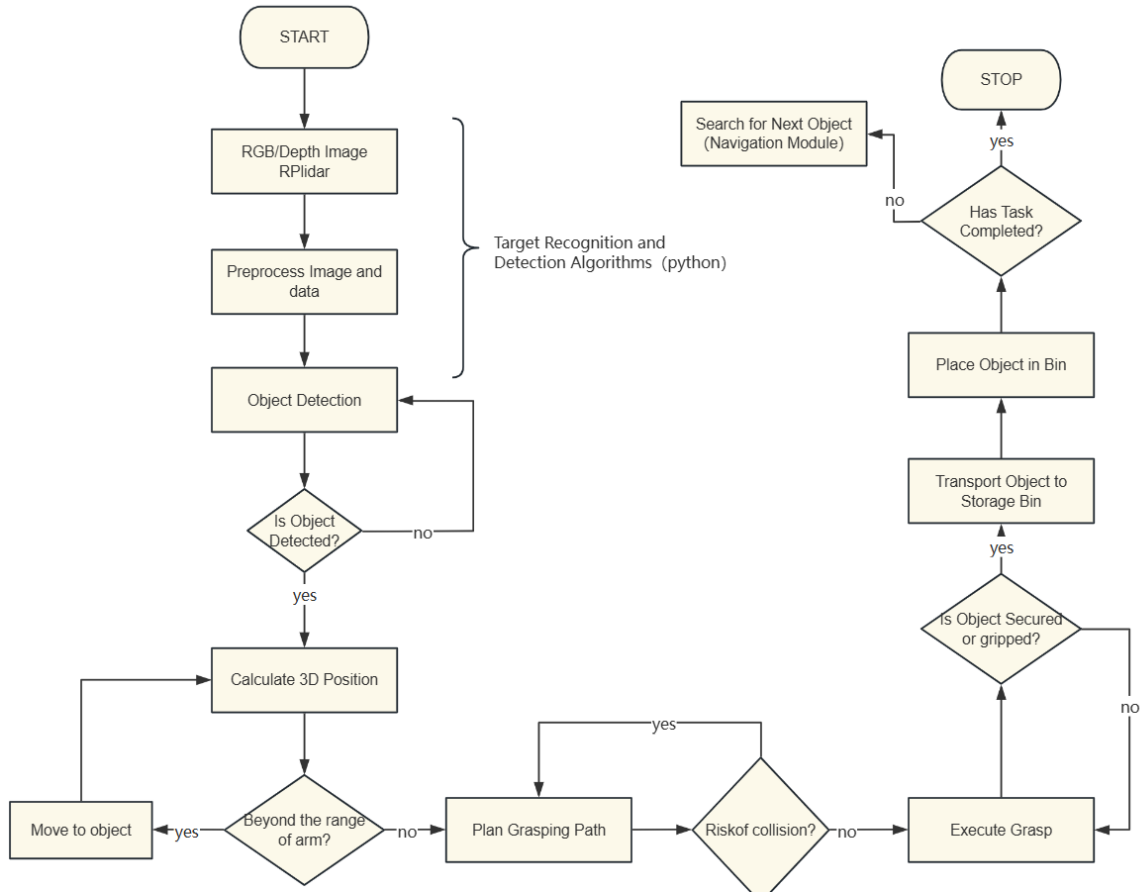 START
RGB/Depth Image
RPlidar
Preprocess Image and
data
Target Recognition and
Detection Algorithms（python）
Object Detection
Is Object
Detected?
no
yes
Calculate 3D Position
Beyond the range
of arm?
yes
Move to object
no
Plan Grasping Path
yes
Riskof collision?
no
Execute Grasp
Is Object Secured
or gripped?
no
yes
Transport Object to
Storage Bin
Place Object in Bin
Has Task
Completed?
no
Search for Next Object
(Navigation Module)
yes
STOP